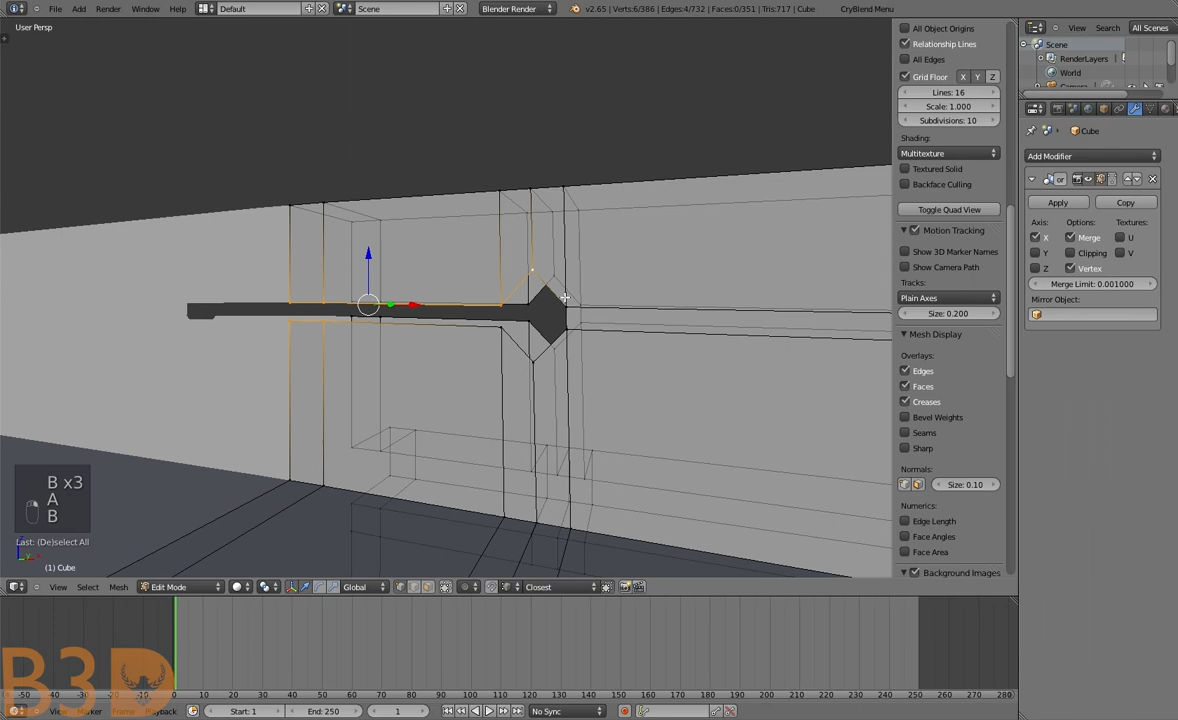 File Add Render Window Help
Default
Scene
Blender Render
v2.65 | Verts:6/386 | Edges:4/732 | Faces:0/351 | Tris:717 | Cube
CryBlend Menu
User Persp
B x3
A
B
Last: (De)select All
(1) Cube
View Select Mesh
Edit Mode
Global
Closest
All Object Origins
Relationship Lines
All Edges
Grid Floor
X
Y
Z
Lines: 16
Scale: 1.000
Subdivisions: 10
Shading:
Multitexture
Textured Solid
Backface Culling
Toggle Quad View
Motion Tracking
Show 3D Marker Names
Show Camera Path
Tracks:
Plain Axes
Size: 0.200
Mesh Display
Overlays:
Edges
Faces
Creases
Bevel Weights
Seams
Sharp
Normals:
Size: 0.10
Numerics:
Edge Length
Edge Angles
Face Area
Background Images
View Search All Scenes
Scene
RenderLayers
World
Camera
Cube
Add Modifier
or
Apply
Copy
Axis: Options: Textures:
X Merge U
Y Clipping V
Z Vertex
Merge Limit: 0.001000
Mirror Object:
B3D
-50 -40 -30 -20 -10 0 10 20 30 40 50 60 70 80 90 100 110 120 130 140 150 160 170 180 190 200 210 220 230 240 250 260 270 280
View Marker Frame Playback
Start: 1
End: 250
1
No Sync